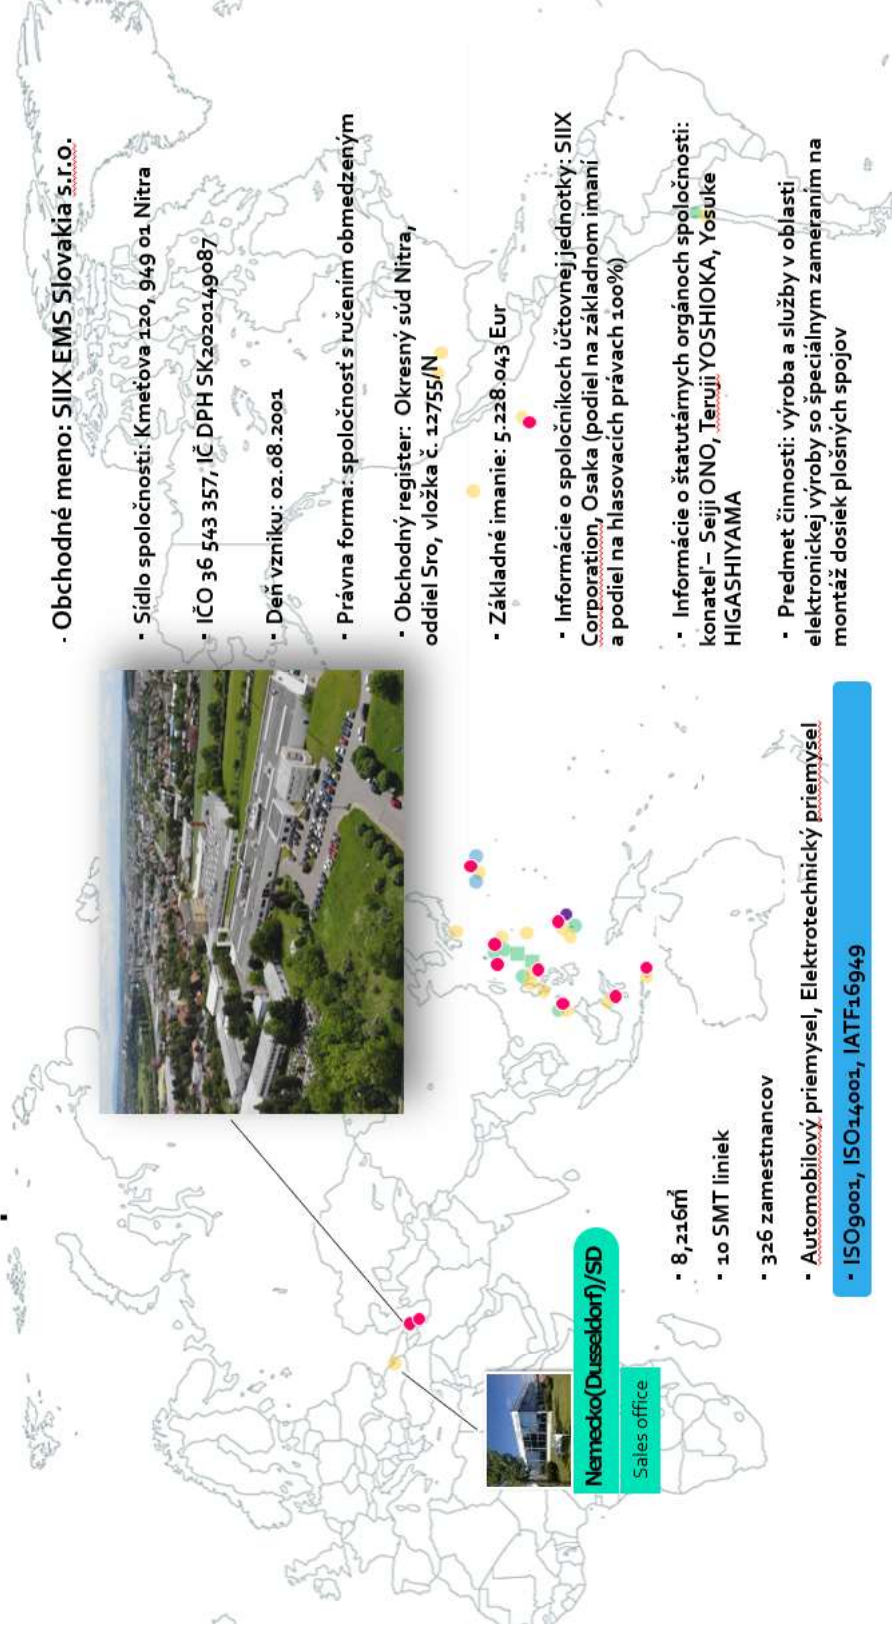 · Obchodné meno: SIIX EMS Slovakia s.r.o.
▪ Sídlo spoločnosti: Kmeťova 120, 949 01 Nitra
▪ IČO 36 543 357, IČ DPH SK2020149087
▪ Deň vzniku: 02.08.2001
▪ Právna forma: spoločnosť s ručením obmedzeným
▪ Obchodný register: Okresný súd Nitra,
oddiel Sro, vložka č. 12755/N
▪ Základné imanie: 5.228.043 Eur
▪ Informácie o spoločníkoch účtovnej jednotky: SIIX
Corporation, Osaka (podiel na základnom imaní
a podiel na hlasovacích právach 100%)
▪ Informácie o štatutárnych orgánoch spoločnosti:
konateľ – Seiji ONO, Teruji YOSHIOKA, Yosuke
HIGASHIYAMA
▪ Predmet činnosti: výroba a služby v oblasti
elektronickej výroby so špeciálnym zameraním na
montáž dosiek plošných spojov
Nemecko(Dusseldorf)/SD
Sales office
▪ 8,216㎡
▪ 10 SMT liniek
▪ 326 zamestnancov
▪ Automobilový priemysel, Elektrotechnický priemysel
▪ ISO9001, ISO14001, IATF16949